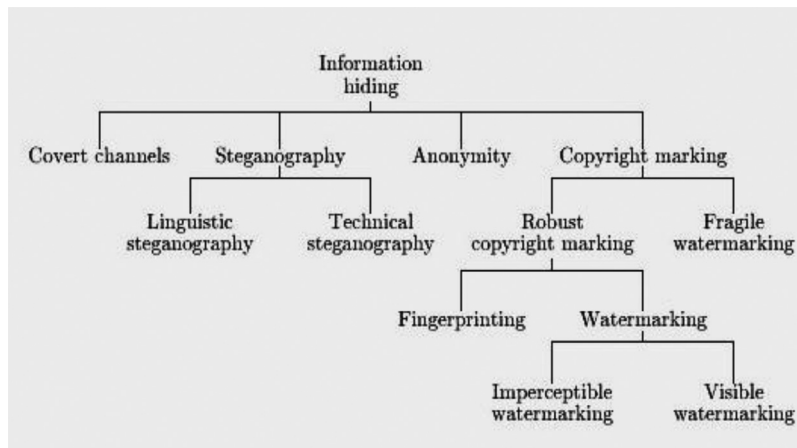 Information
hiding
Covert channels
Steganography
Anonymity
Copyright marking
Linguistic
steganography
Technical
steganography
Robust
copyright marking
Fragile
watermarking
Fingerprinting
Watermarking
Imperceptible
watermarking
Visible
watermarking